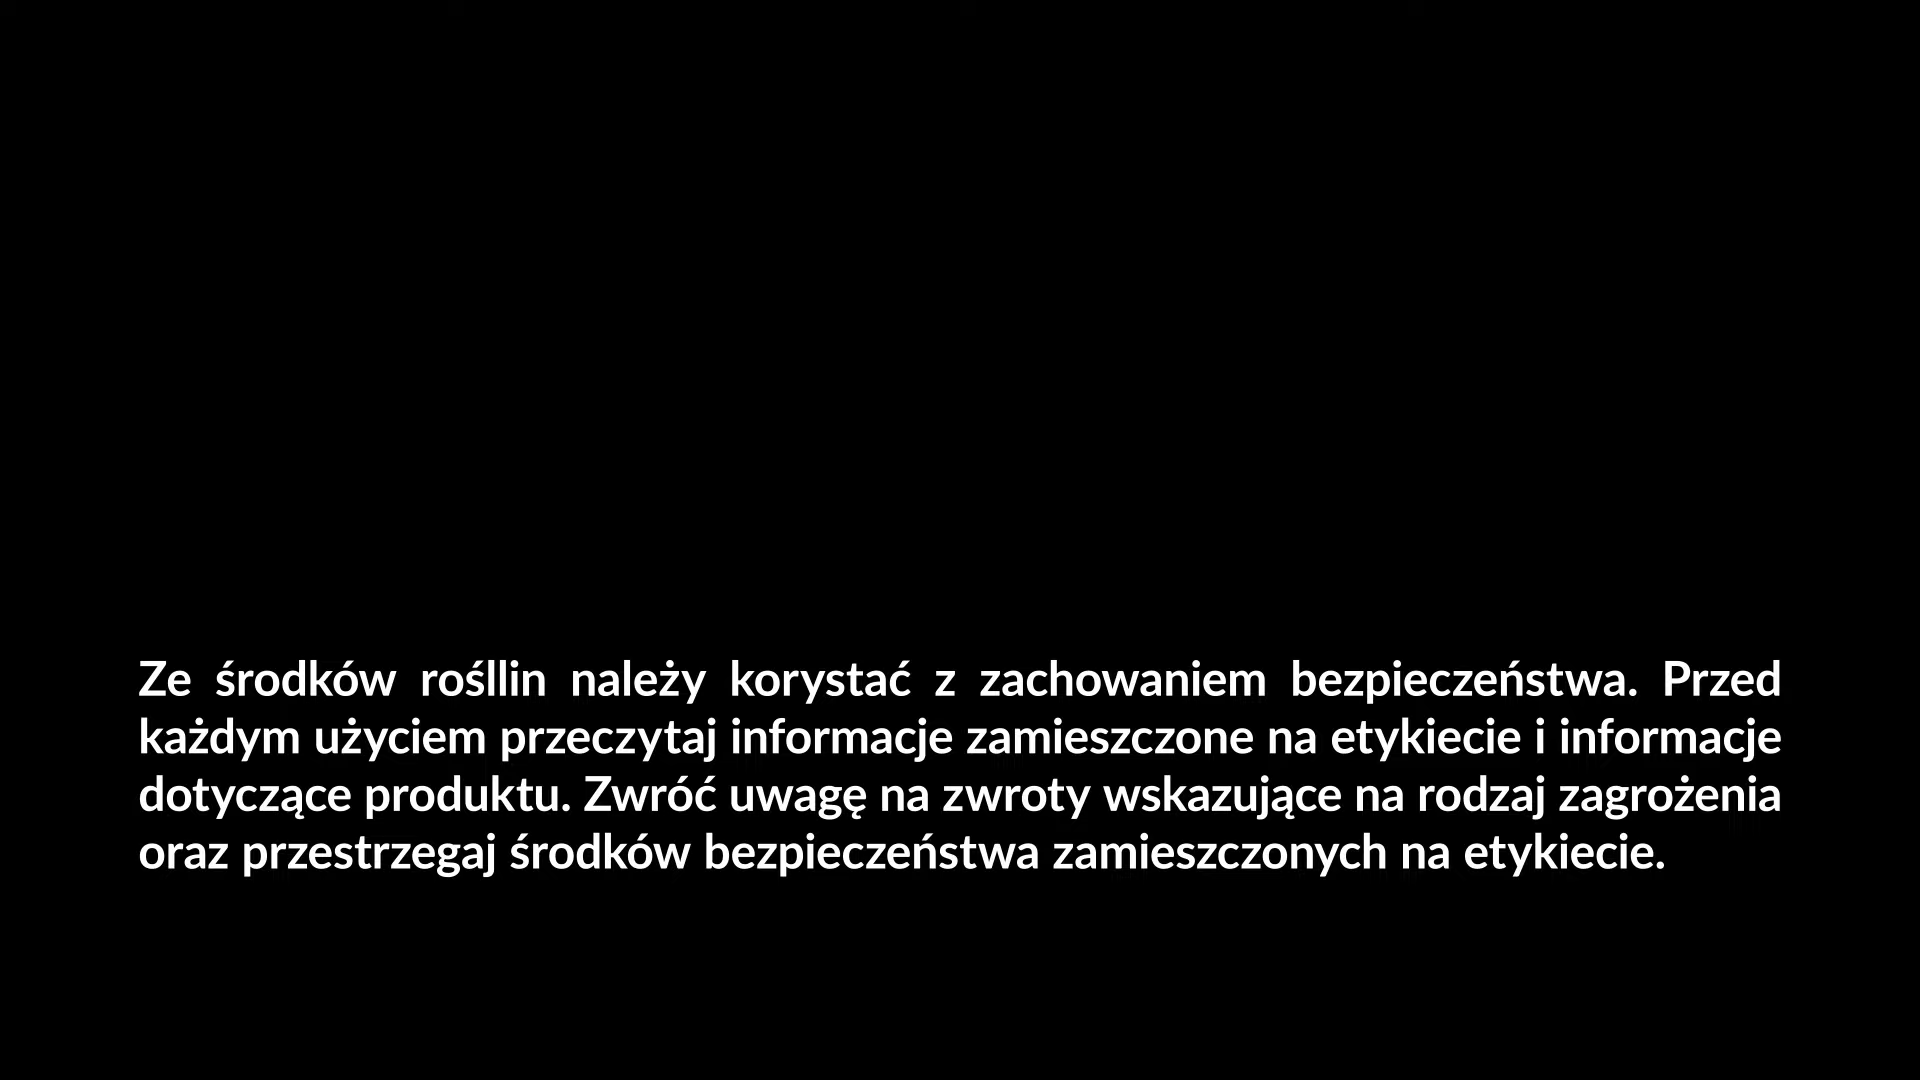 Ze środków rośllin należy korystać z zachowaniem bezpieczeństwa. Przed
każdym użyciem przeczytaj informacje zamieszczone na etykiecie i informacje
dotyczące produktu. Zwróć uwagę na zwroty wskazujące na rodzaj zagrożenia
oraz przestrzegaj środków bezpieczeństwa zamieszczonych na etykiecie.